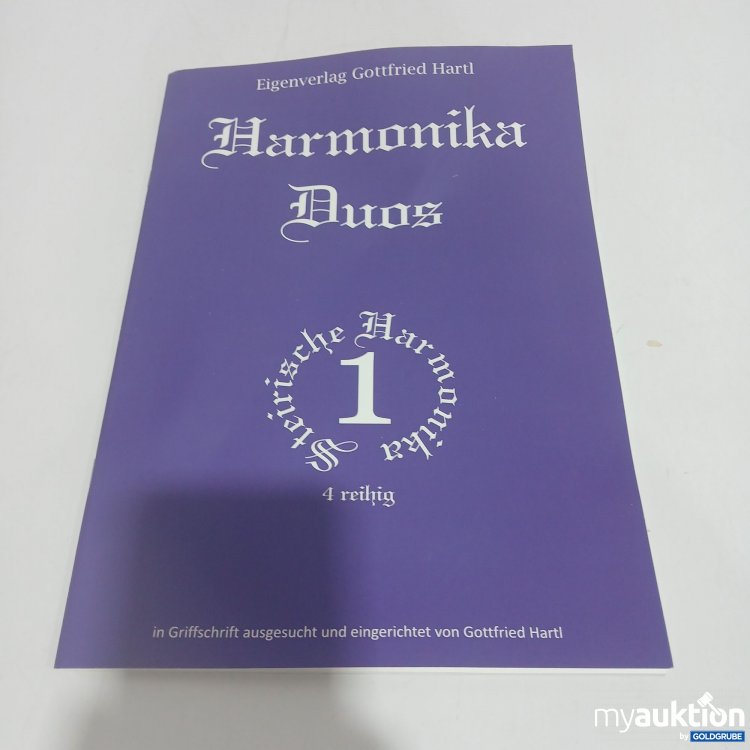 Eigenverlag Gottfried Hartl
Harmonika
Duos
Steirische Harmonika
1
4 reihig
in Griffschrift ausgesucht und eingerichtet von Gottfried Hartl
myauktion
by GOLDGRUBE